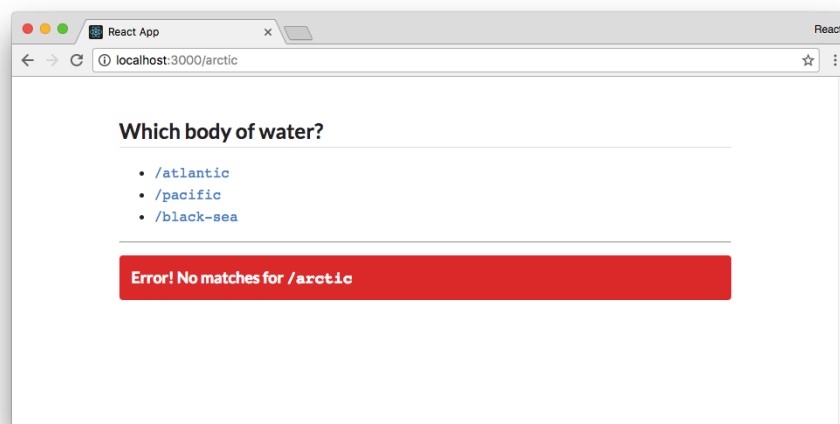 React App
React
localhost:3000/arctic
Which body of water?
/atlantic
/pacific
/black-sea
Error! No matches for /arctic